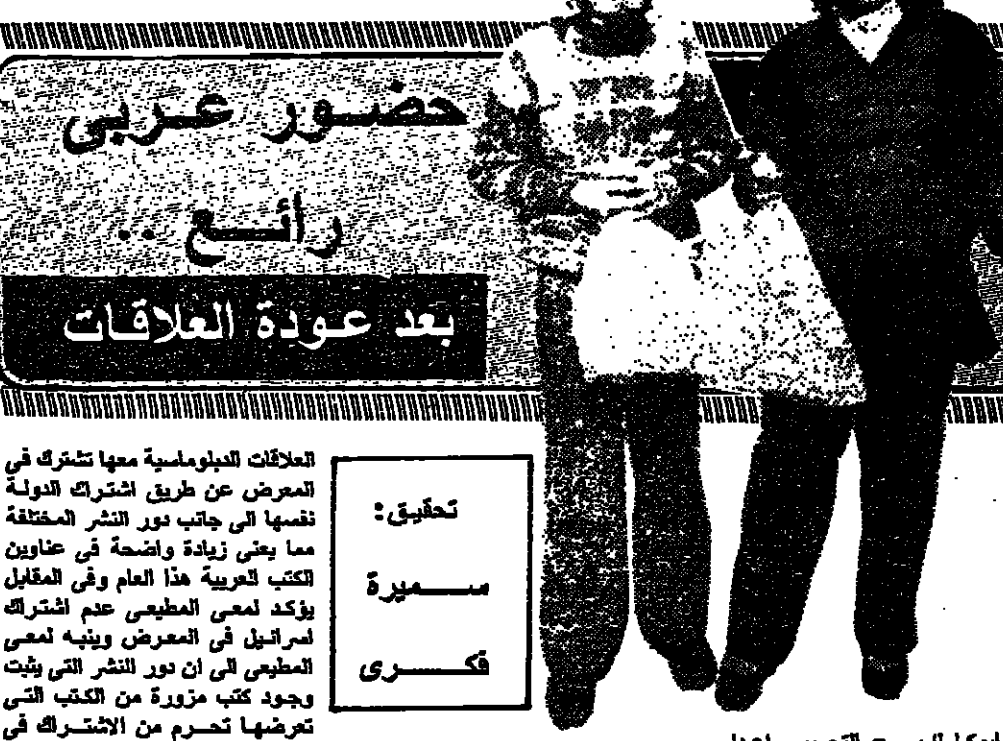 حضور عربى
رائع ..
بعد عودة العلاقات
تحقيق:
سميرة
فكرى
العلاقات الدبلوماسية معها تشترك فى
المعرض عن طريق اشتراك الدولة
نفسها الى جانب دور النشر المختلفة
مما يعنى زيادة واضحة فى عناوين
الكتب العربية هذا العام وفى المقابل
يؤكد لمعى المطيعى عدم اشتراك
اسرائيل فى المعرض وينبه لمعى
المطيعى الى ان دور النشر التى يثبت
وجود كتب مزورة من الكتب التى
تعرضها تحرم من الاشتراك فى